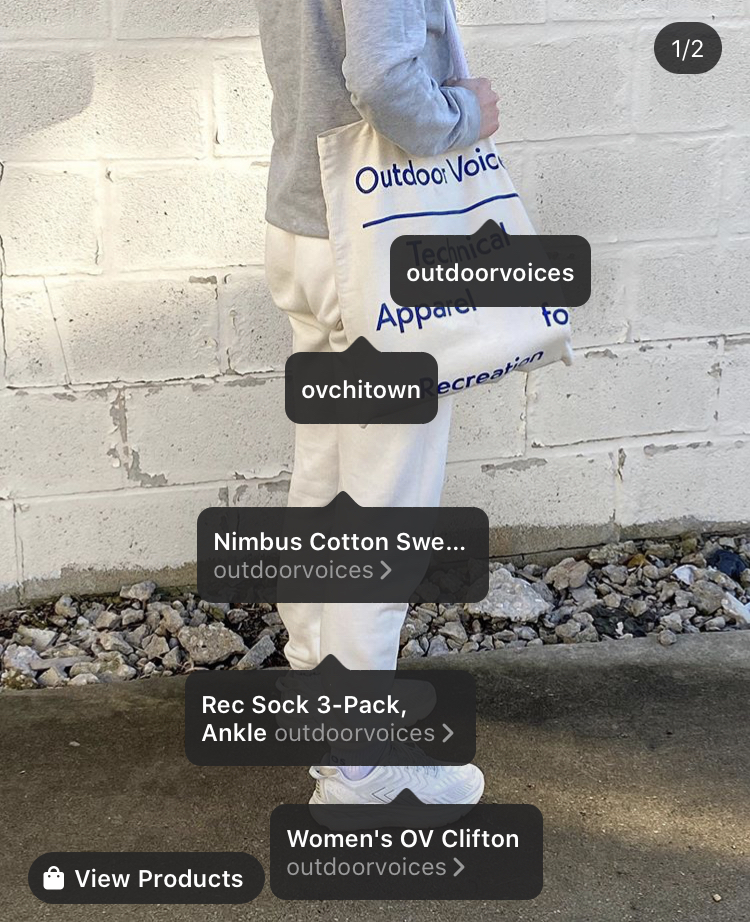 1/2
Outdoor Voic
Technical
outdoorvoices
Apparel fo
Recreation
ovchitown
Nimbus Cotton Swe...
outdoorvoices >
Rec Sock 3-Pack,
Ankle outdoorvoices >
Women's OV Clifton
outdoorvoices >
View Products